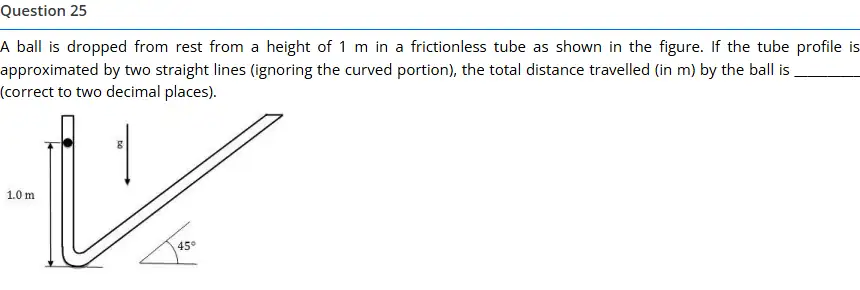 Question 25
A ball is dropped from rest from a height of 1 m in a frictionless tube as shown in the figure. If the tube profile is
approximated by two straight lines (ignoring the curved portion), the total distance travelled (in m) by the ball is ________
(correct to two decimal places).
g
1.0 m
45°